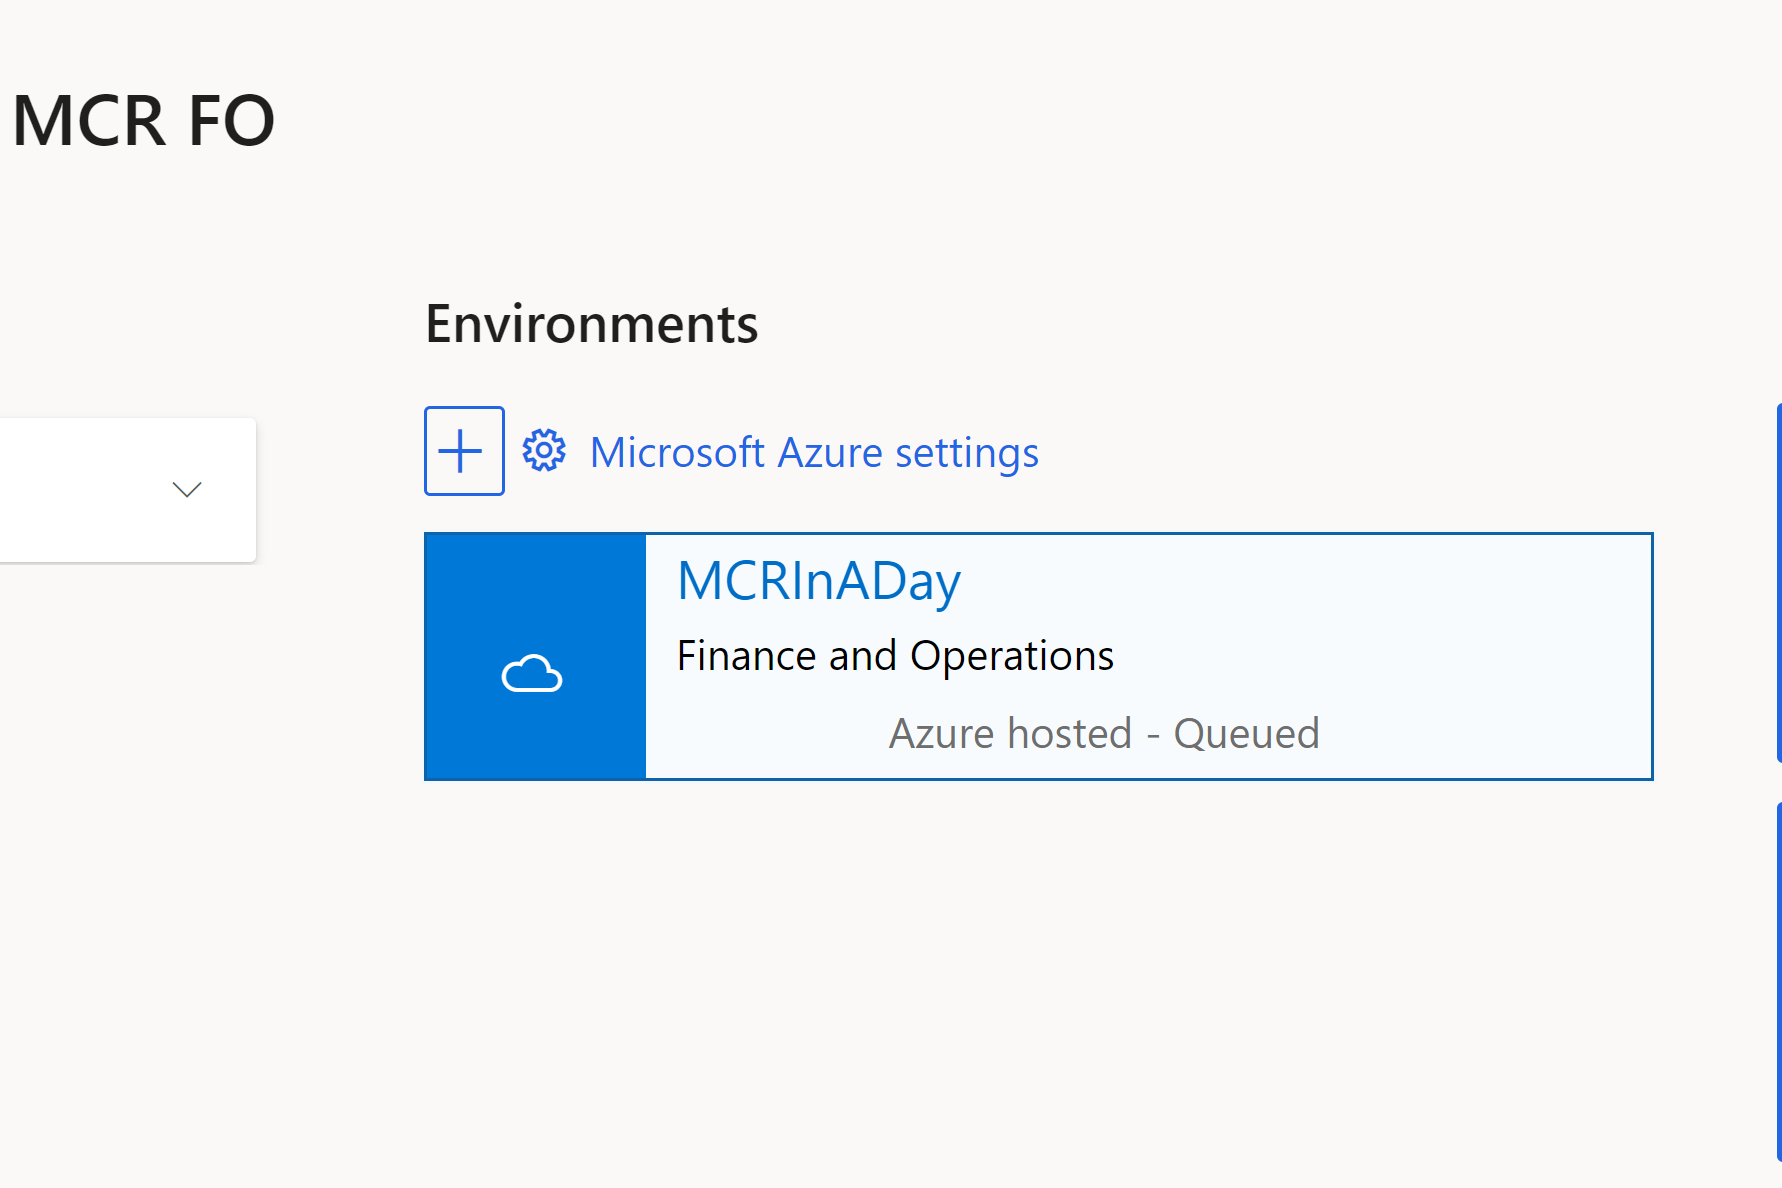 MCR FO
Environments
Microsoft Azure settings
MCRInADay
Finance and Operations
Azure hosted - Queued